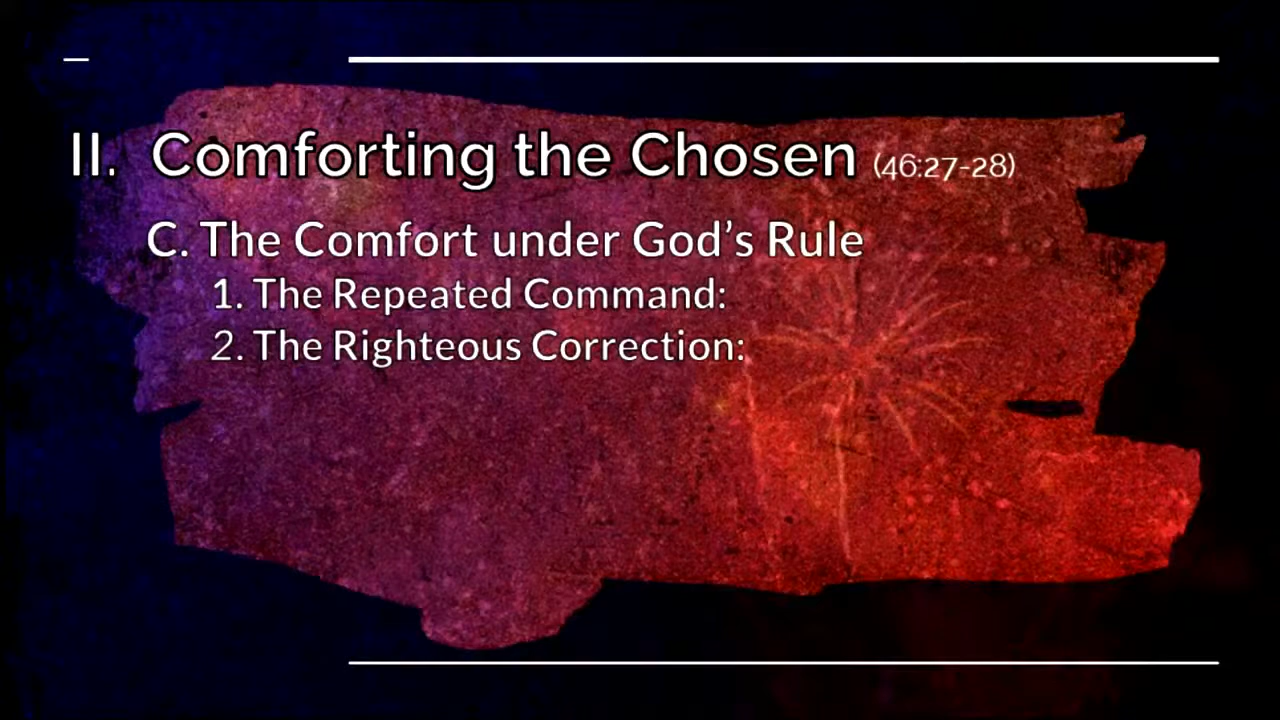 II. Comforting the Chosen (46:27-28)
C. The Comfort under God’s Rule
1. The Repeated Command:
2. The Righteous Correction: